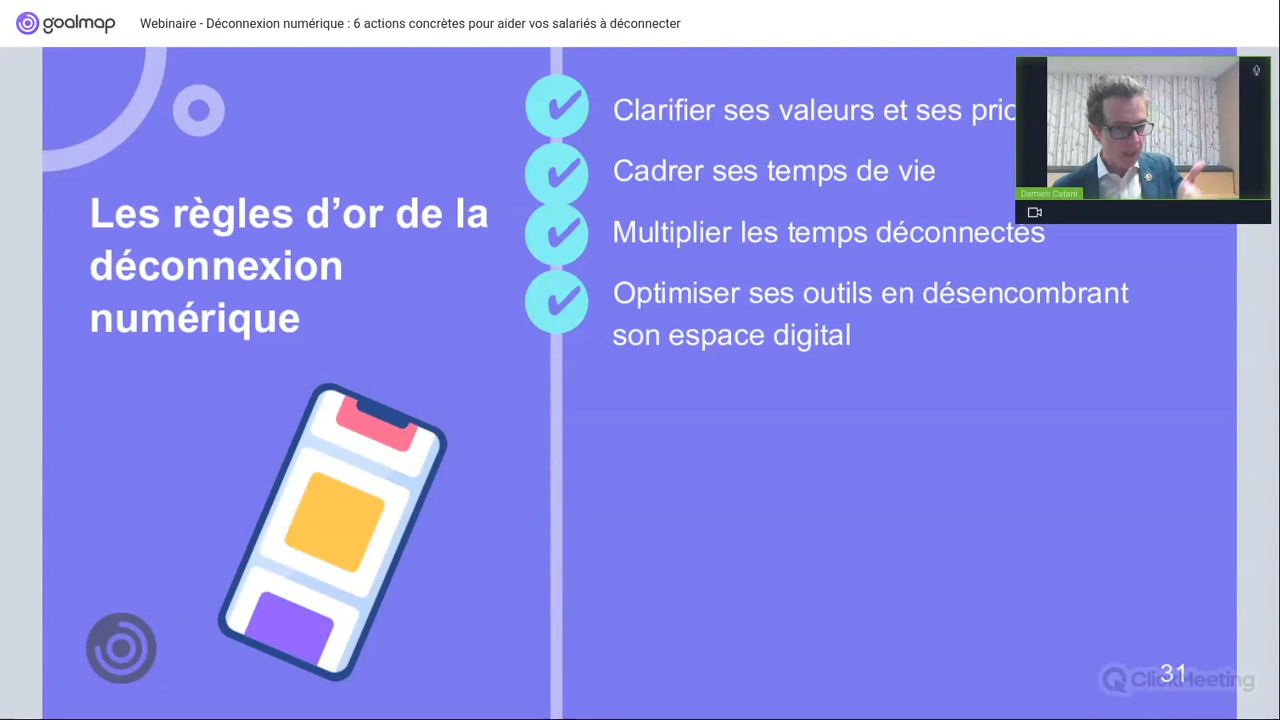 goalmap
Webinaire - Déconnexion numérique : 6 actions concrètes pour aider vos salariés à déconnecter
Les règles d’or de la
déconnexion
numérique
Clarifier ses valeurs et ses
Cadrer ses temps de vie
Multiplier les temps déconnectés
Optimiser ses outils en désencombrant
son espace digital
Damien Catani
31
ClickMeeting